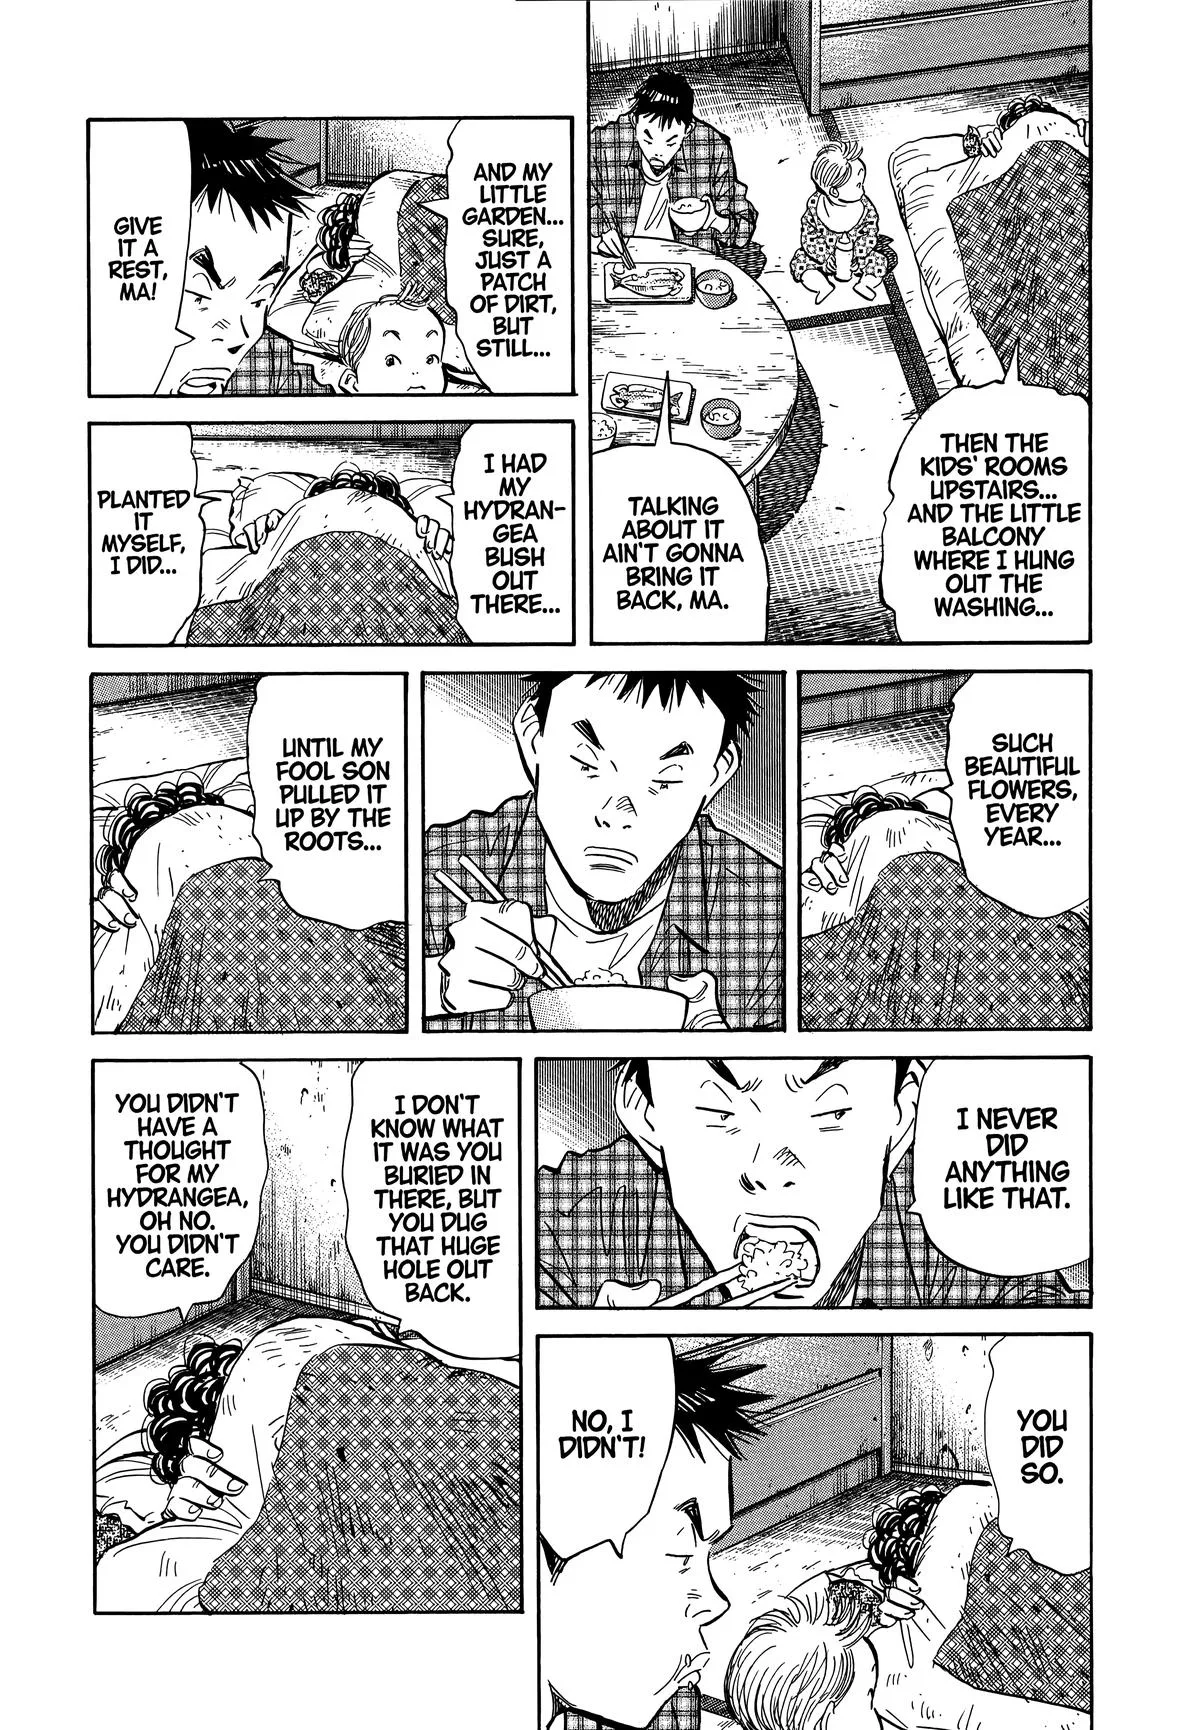 THEN THE
KIDS' ROOMS
UPSTAIRS...
AND THE LITTLE
BALCONY
WHERE I HUNG
OUT THE
WASHING...
TALKING
ABOUT IT
AIN'T GONNA
BRING IT
BACK, MA.
AND MY
LITTLE
GARDEN...
SURE,
JUST A
PATCH
OF DIRT,
BUT
STILL...
GIVE
IT A
REST,
MA!
I HAD
MY
HYDRAN-
GEA
BUSH
OUT
THERE...
PLANTED
IT
MYSELF,
I DID...
SUCH
BEAUTIFUL
FLOWERS,
EVERY
YEAR...
UNTIL MY
FOOL SON
PULLED IT
UP BY THE
ROOTS...
I NEVER
DID
ANYTHING
LIKE THAT.
YOU
DID
SO.
NO, I
DIDN'T!
I DON'T
KNOW WHAT
IT WAS YOU
BURIED IN
THERE, BUT
YOU DUG
THAT HUGE
HOLE OUT
BACK.
YOU DIDN'T
HAVE A
THOUGHT
FOR MY
HYDRANGEA,
OH NO.
YOU DIDN'T
CARE.